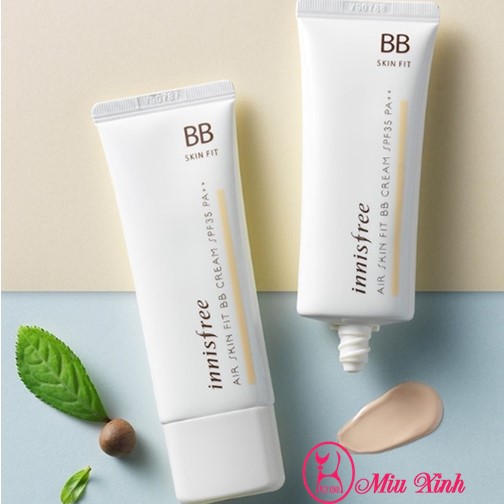 BB
SKIN FIT
innisfree
AIR SKIN FIT BB CREAM SPF35 PA++
BB
SKIN FIT
innisfree
AIR SKIN FIT BB CREAM SPF35 PA++
Miu Xinh